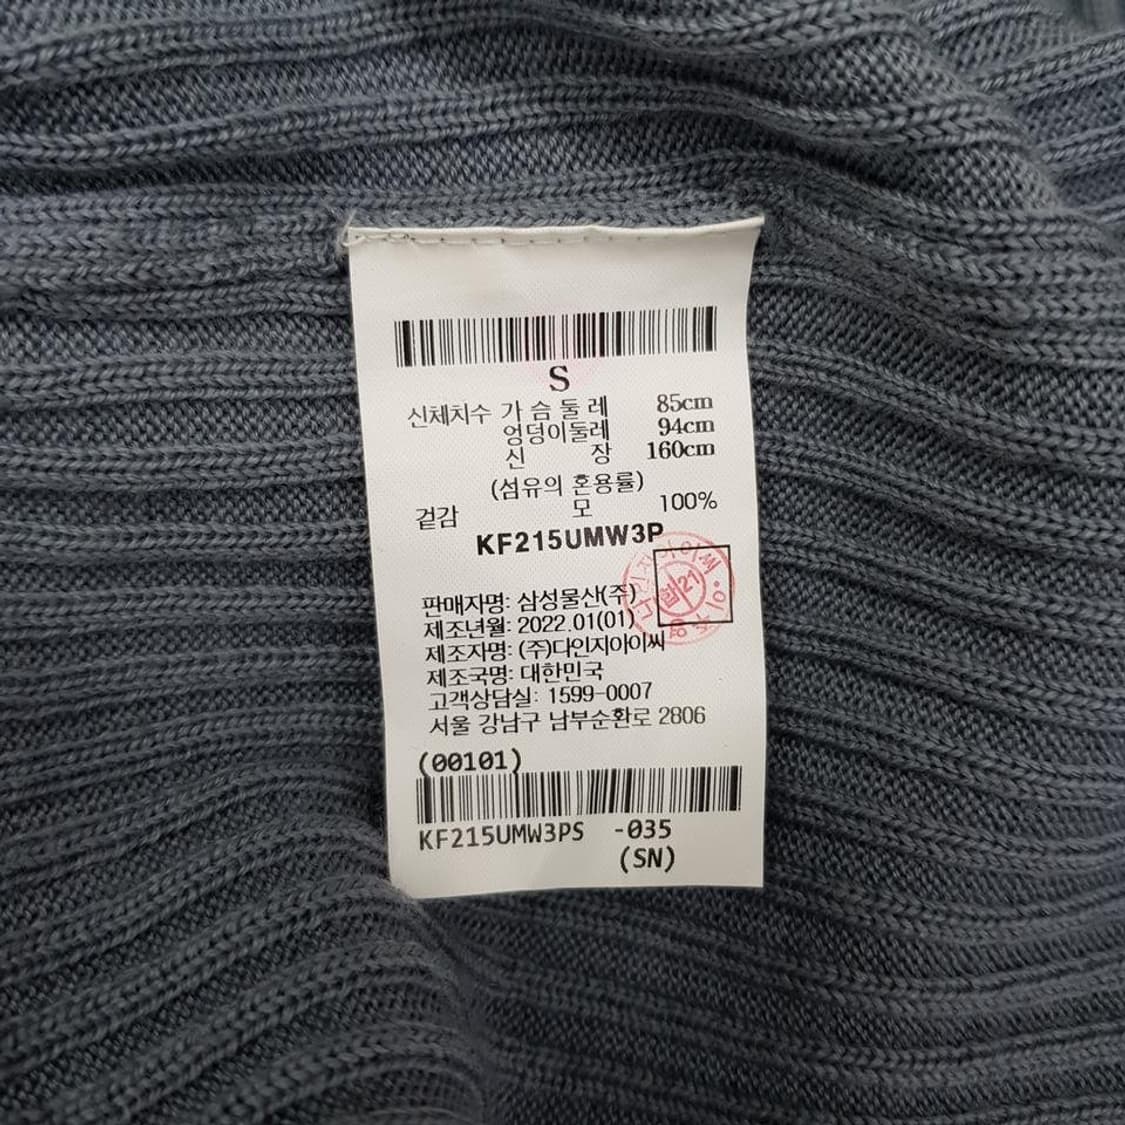 S
신체치수 가 슴 둘 레 85cm
엉덩이둘레 94cm
신 장 160cm
(섬유의 혼용률)
겉감 모 100%
KF215UMW3P
판매자명: 삼성물산(주)
제조년월: 2022.01(01)
제조자명: (주)다인지아이씨
제조국명: 대한민국
고객상담실: 1599-0007
서울 강남구 남부순환로 2806
(00101)
KF215UMW3PS -035
(SN)